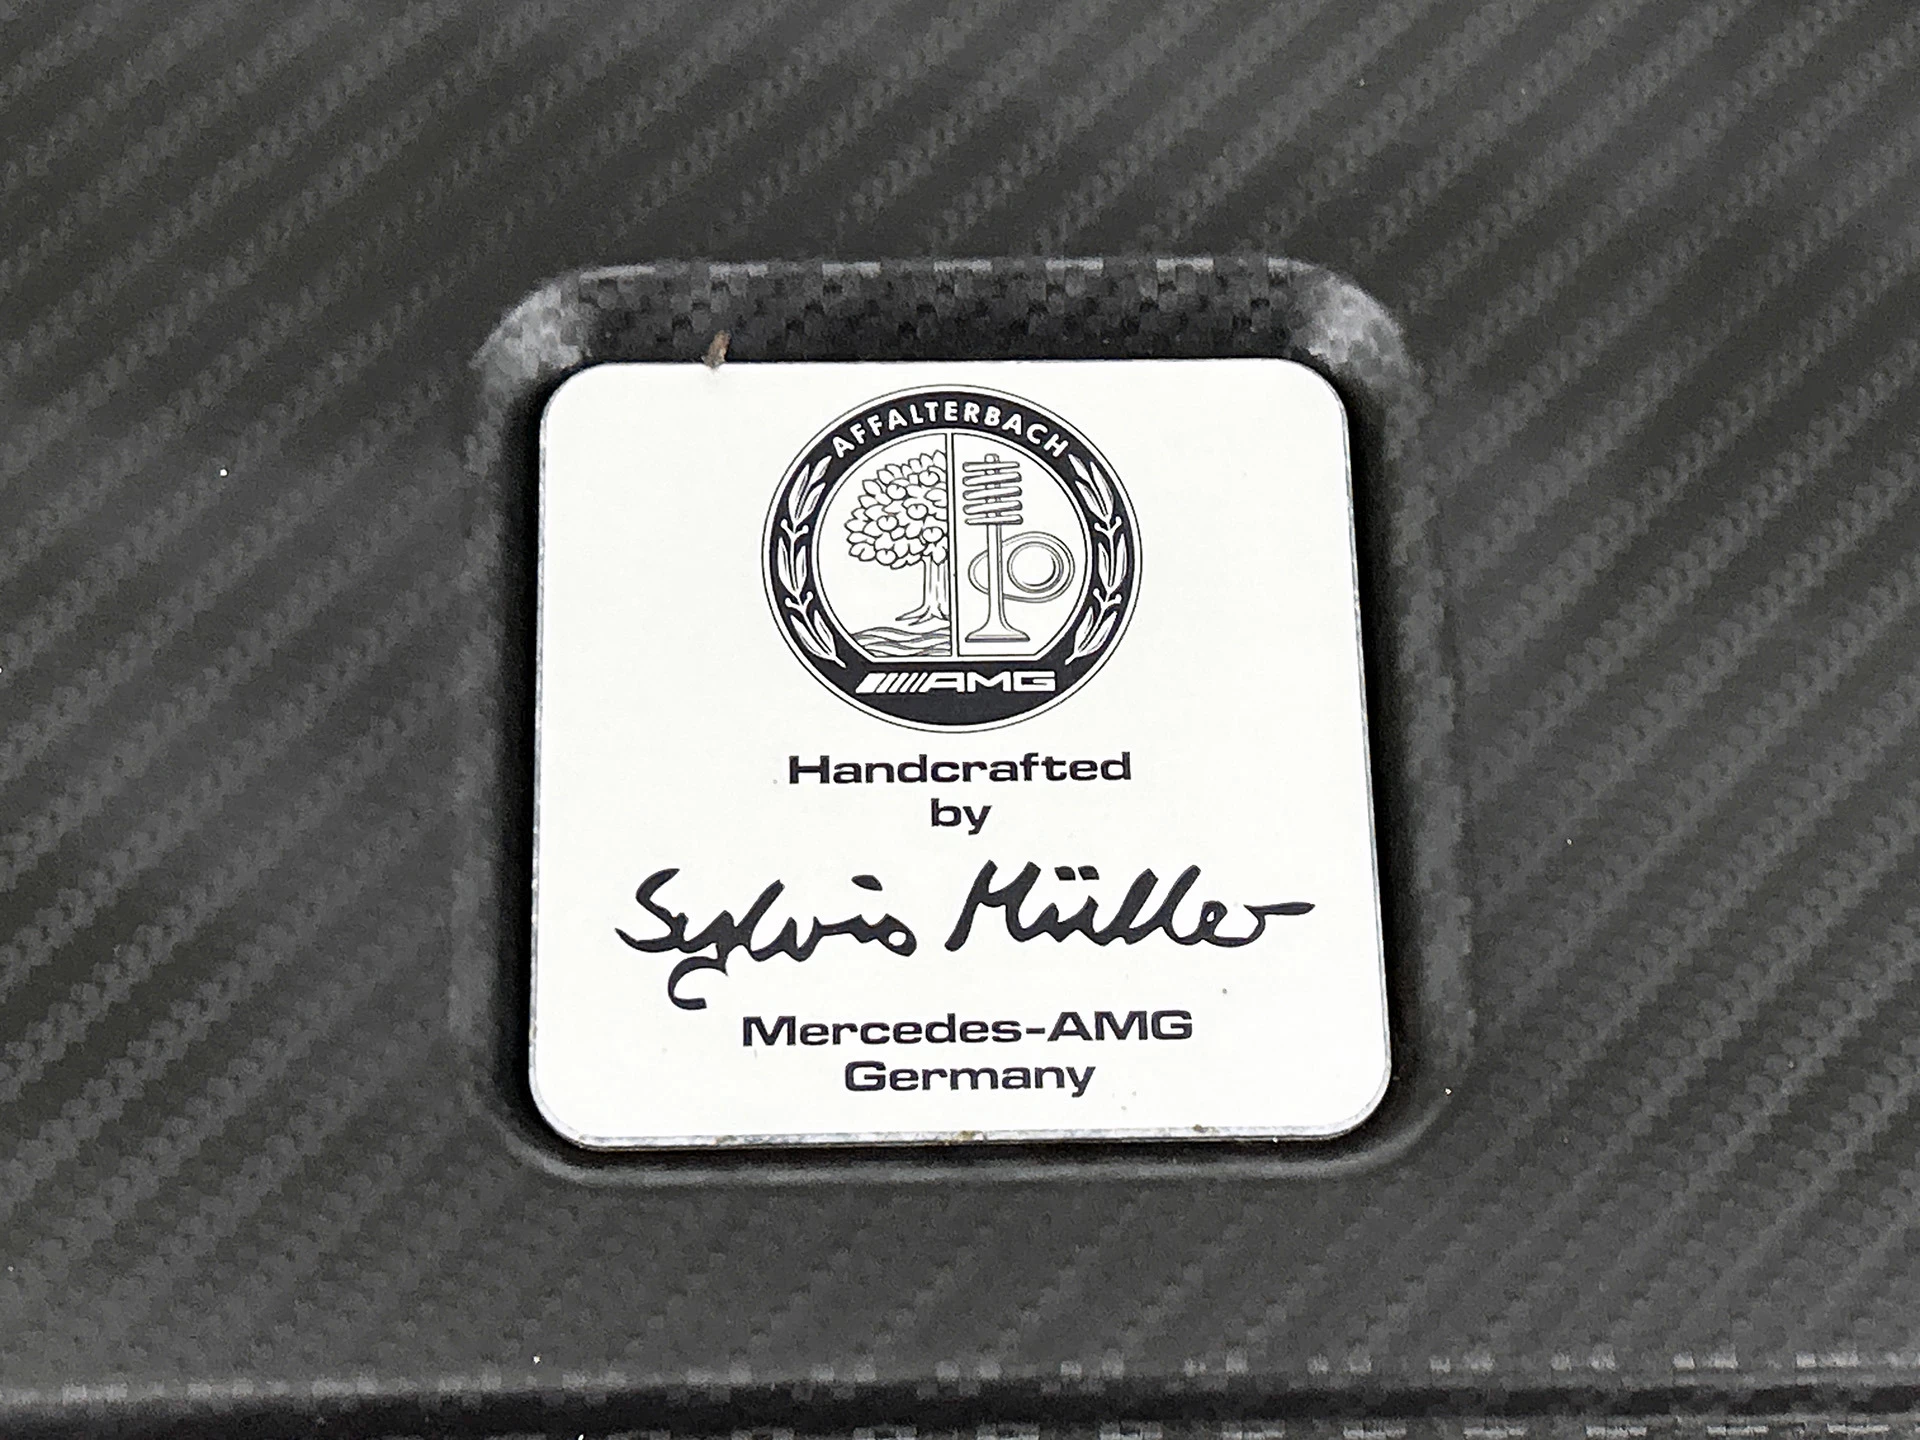 AFFALTERBACH
AMG
Handcrafted
by
Sylvio Müller
Mercedes-AMG
Germany